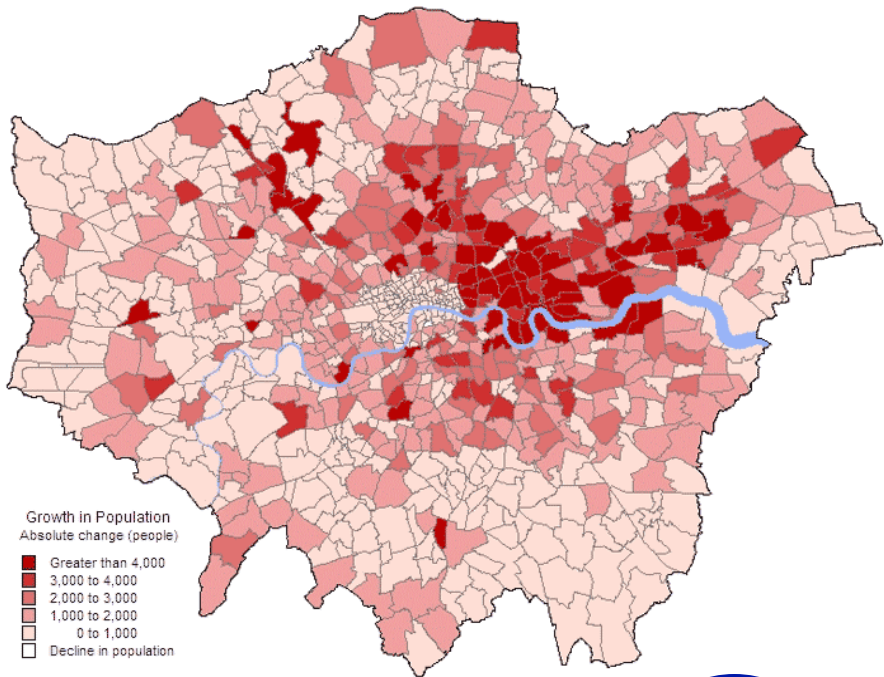 Growth in Population
Absolute change (people)
Greater than 4,000
3,000 to 4,000
2,000 to 3,000
1,000 to 2,000
0 to 1,000
Decline in population